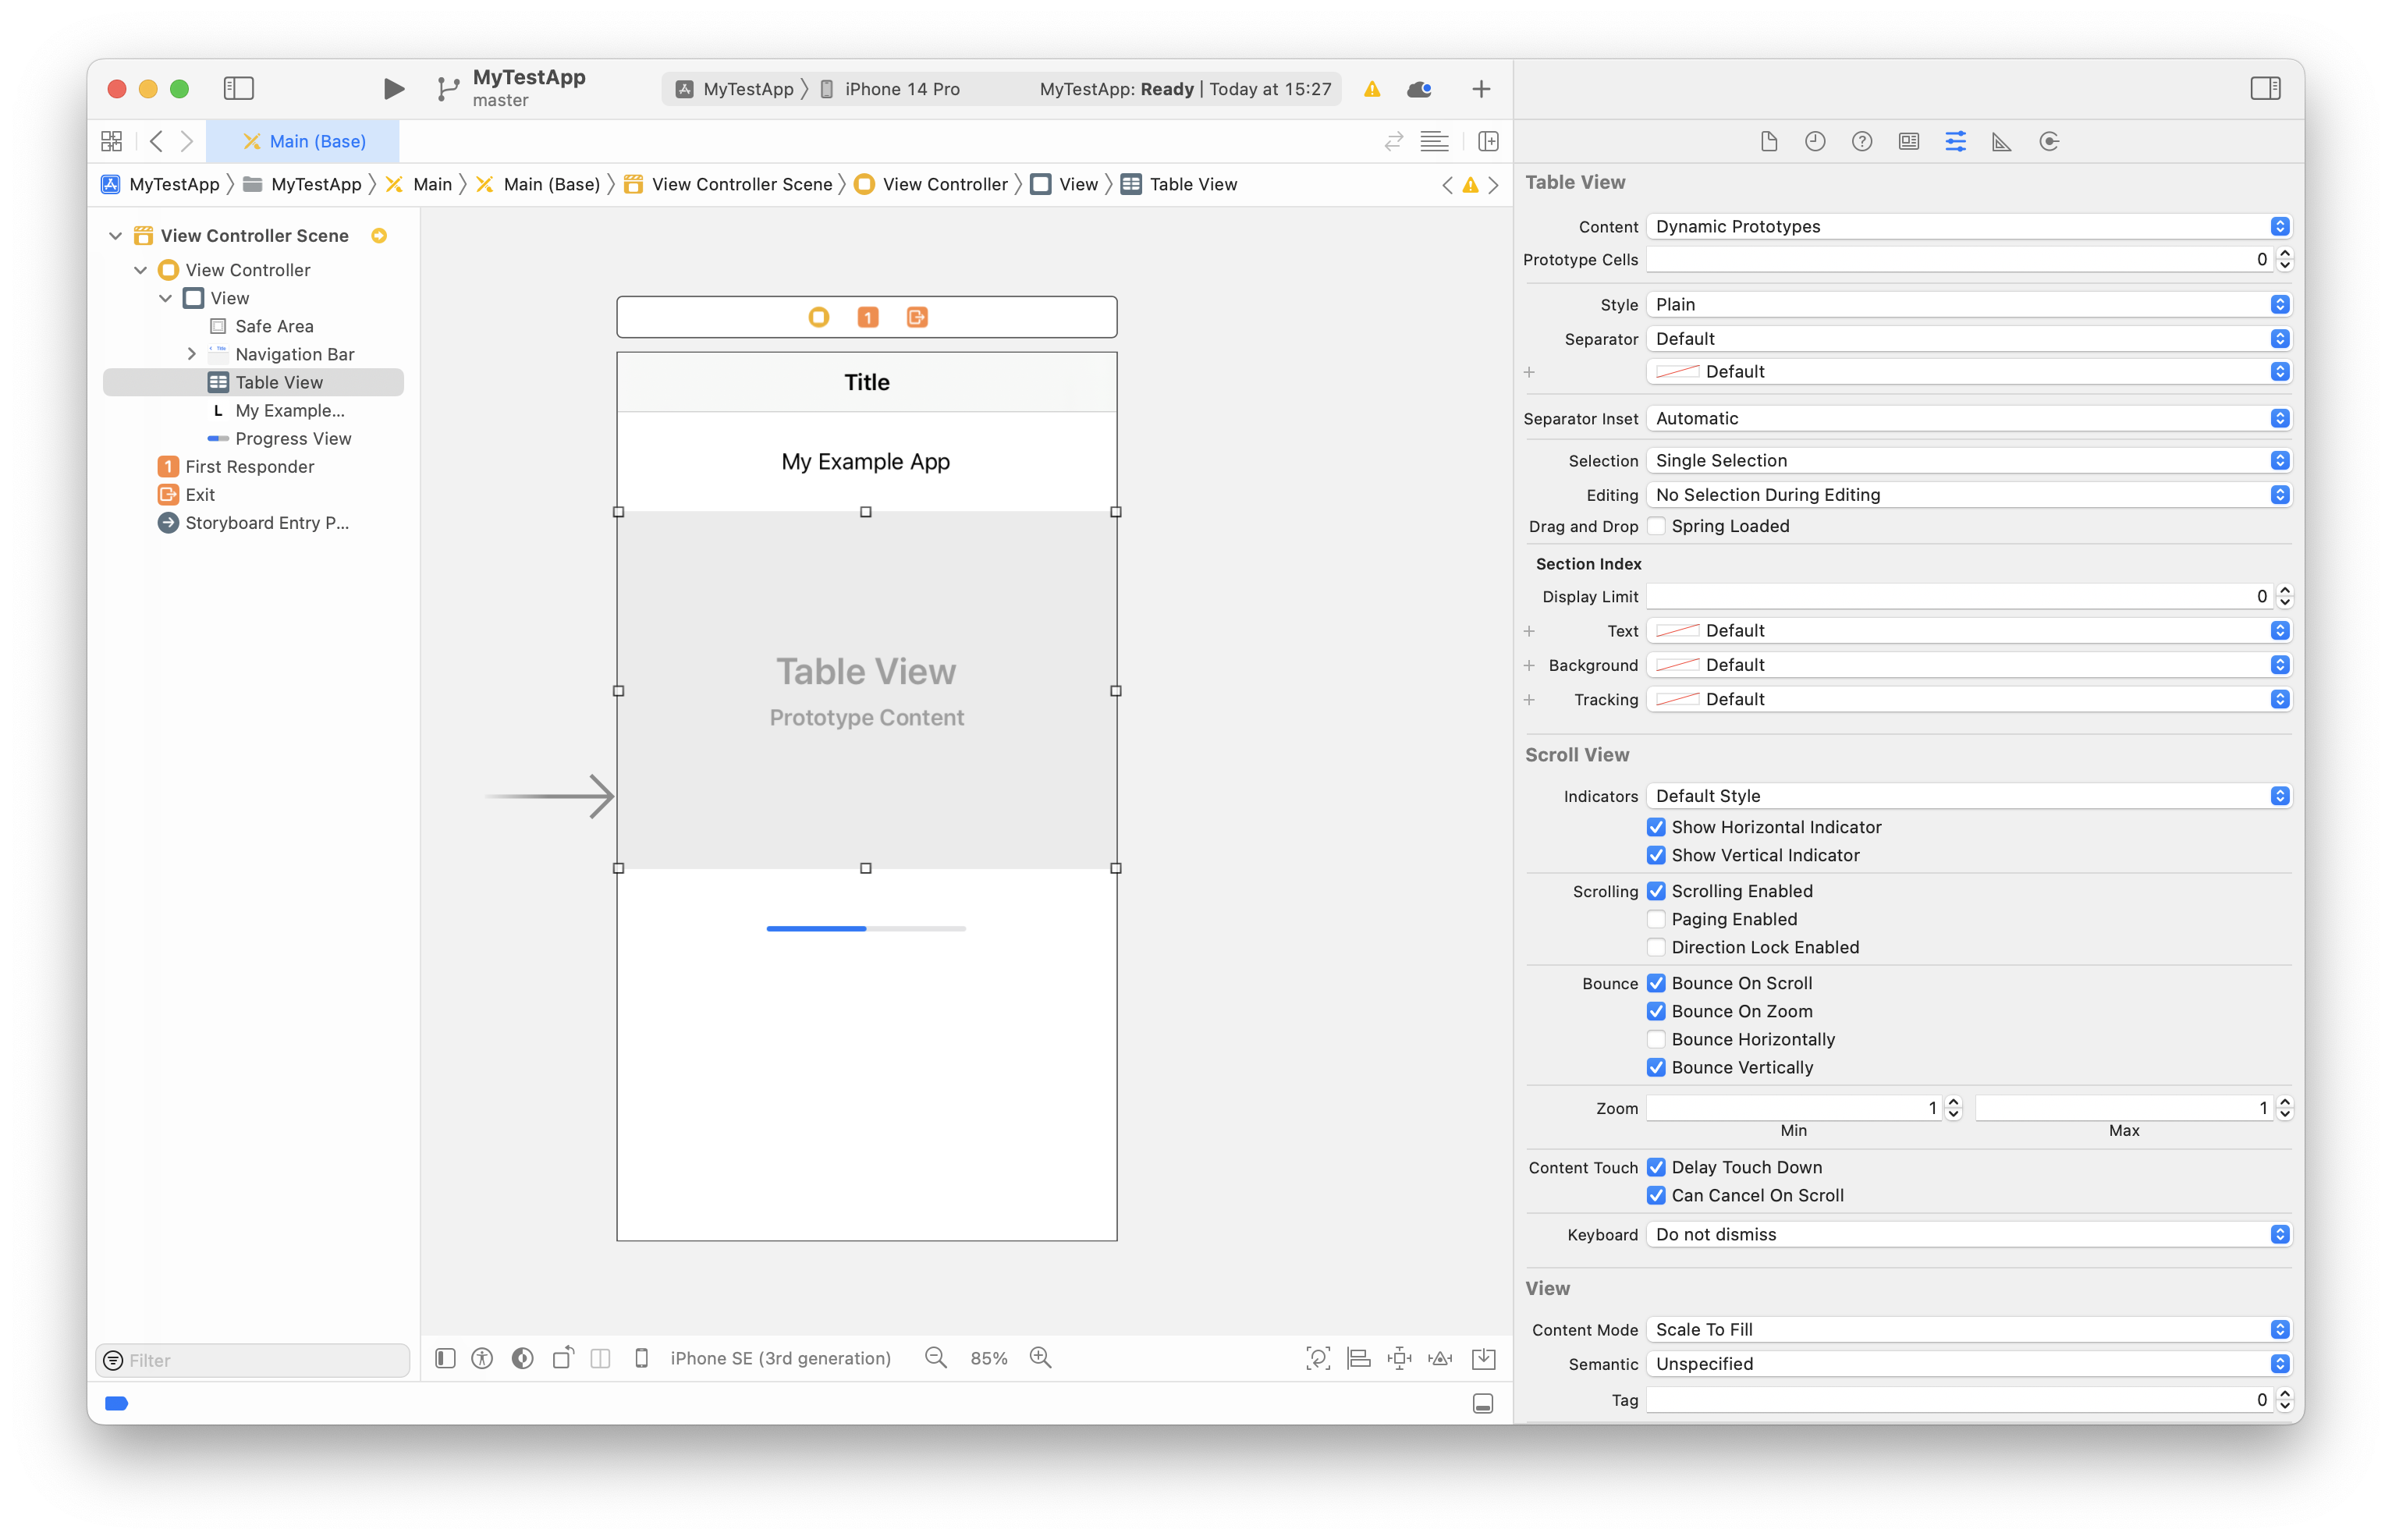 MyTestApp
master
MyTestApp
iPhone 14 Pro
MyTestApp: Ready | Today at 15:27
Main (Base)
MyTestApp
MyTestApp
Main
Main (Base)
View Controller Scene
View Controller
View
Table View
View Controller Scene
View Controller
View
Safe Area
Navigation Bar
Table View
L My Example...
Progress View
1 First Responder
Exit
Storyboard Entry P...
Filter
1
Title
My Example App
Table View
Prototype Content
iPhone SE (3rd generation)
85%
Table View
Content Dynamic Prototypes
Prototype Cells 0
Style Plain
Separator Default
+ Default
Separator Inset Automatic
Selection Single Selection
Editing No Selection During Editing
Drag and Drop Spring Loaded
Section Index
Display Limit 0
+ Text Default
+ Background Default
+ Tracking Default
Scroll View
Indicators Default Style
Show Horizontal Indicator
Show Vertical Indicator
Scrolling Scrolling Enabled
Paging Enabled
Direction Lock Enabled
Bounce Bounce On Scroll
Bounce On Zoom
Bounce Horizontally
Bounce Vertically
Zoom 1 1
Min Max
Content Touch Delay Touch Down
Can Cancel On Scroll
Keyboard Do not dismiss
View
Content Mode Scale To Fill
Semantic Unspecified
Tag 0